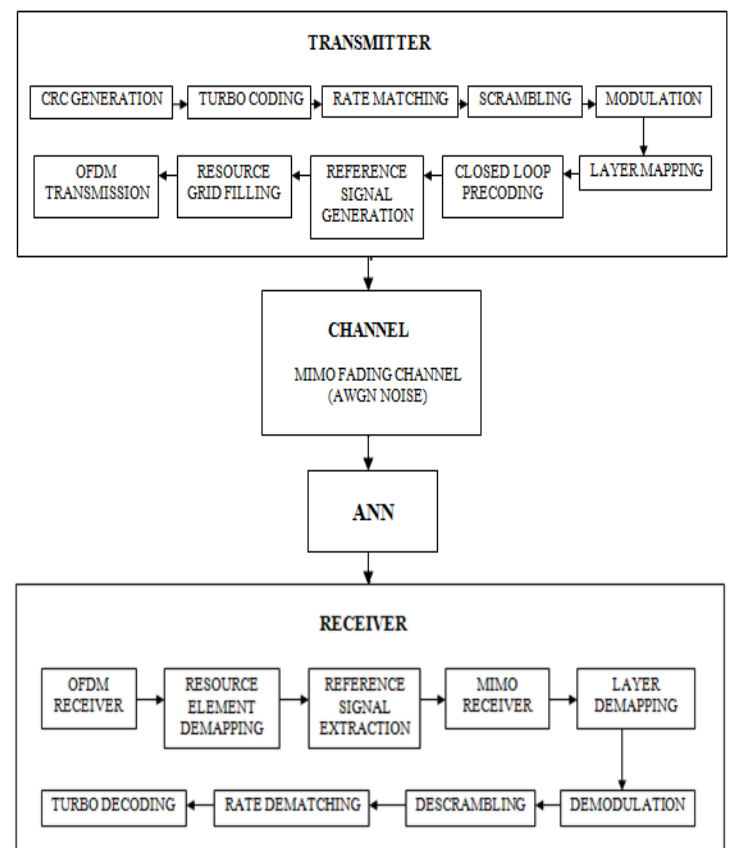 TRANSMITTER
CRC GENERATION
TURBO CODING
RATE MATCHING
SCRAMBLING
MODULATION
LAYER MAPPING
CLOSED LOOP
PRECODING
REFERENCE
SIGNAL
GENERATION
RESOURCE
GRID FILLING
OFDM
TRANSMISSION
CHANNEL
MIMO FADING CHANNEL
(AWGN NOISE)
ANN
RECEIVER
OFDM
RECEIVER
RESOURCE
ELEMENT
DEMAPPING
REFERENCE
SIGNAL
EXTRACTION
MIMO
RECEIVER
LAYER
DEMAPPING
DEMODULATION
DESCRAMBLING
RATE DEMATCHING
TURBO DECODING